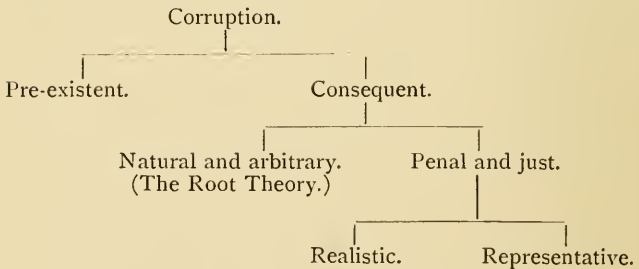 Corruption.
Pre-existent. Consequent.
Natural and arbitrary. Penal and just.
(The Root Theory.)
Realistic. Representative.